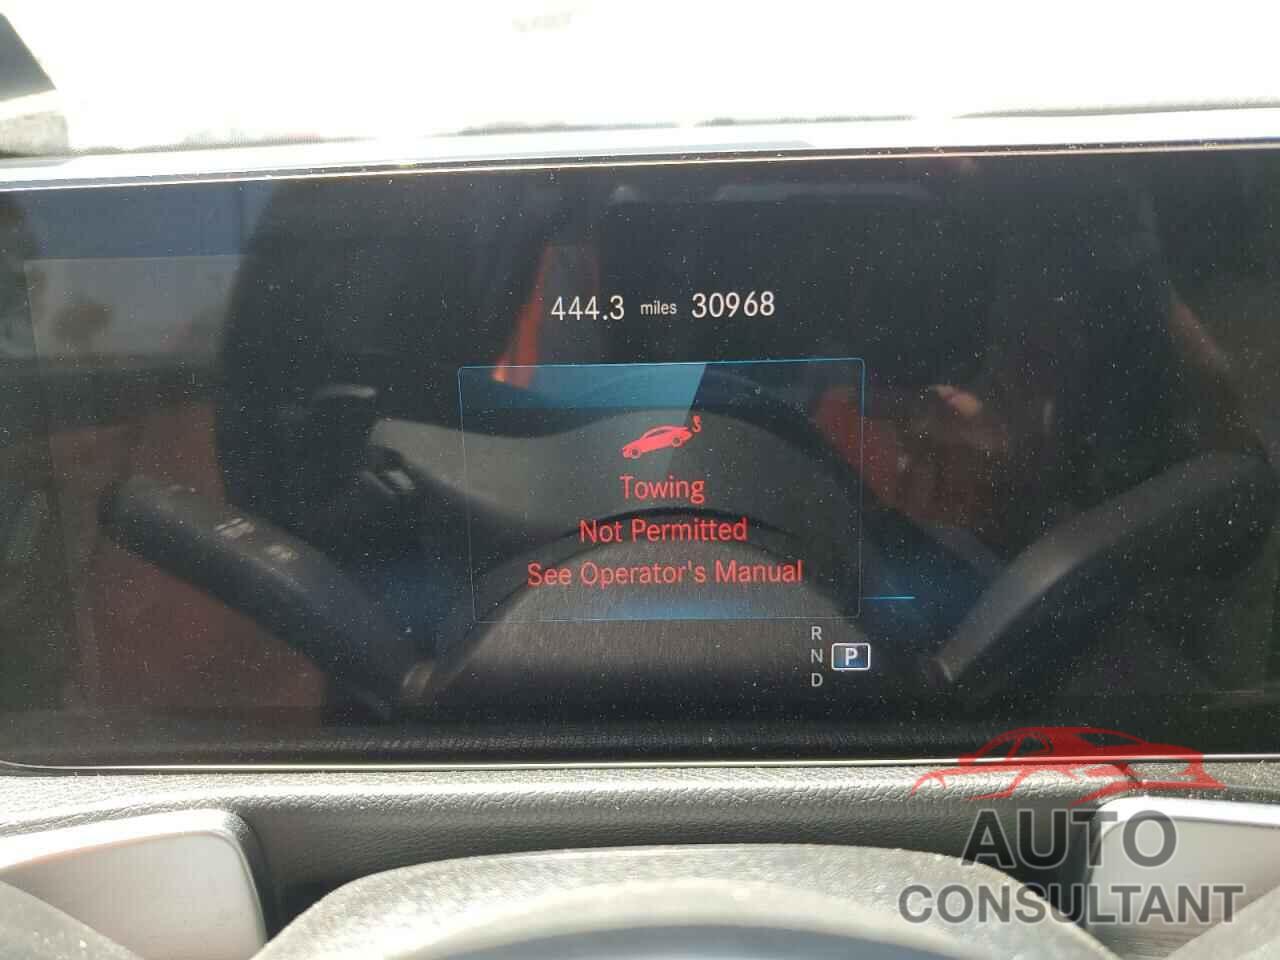 444.3 miles 30968
Towing
Not Permitted
See Operator's Manual
R
N P
D
AUTO
CONSULTANT